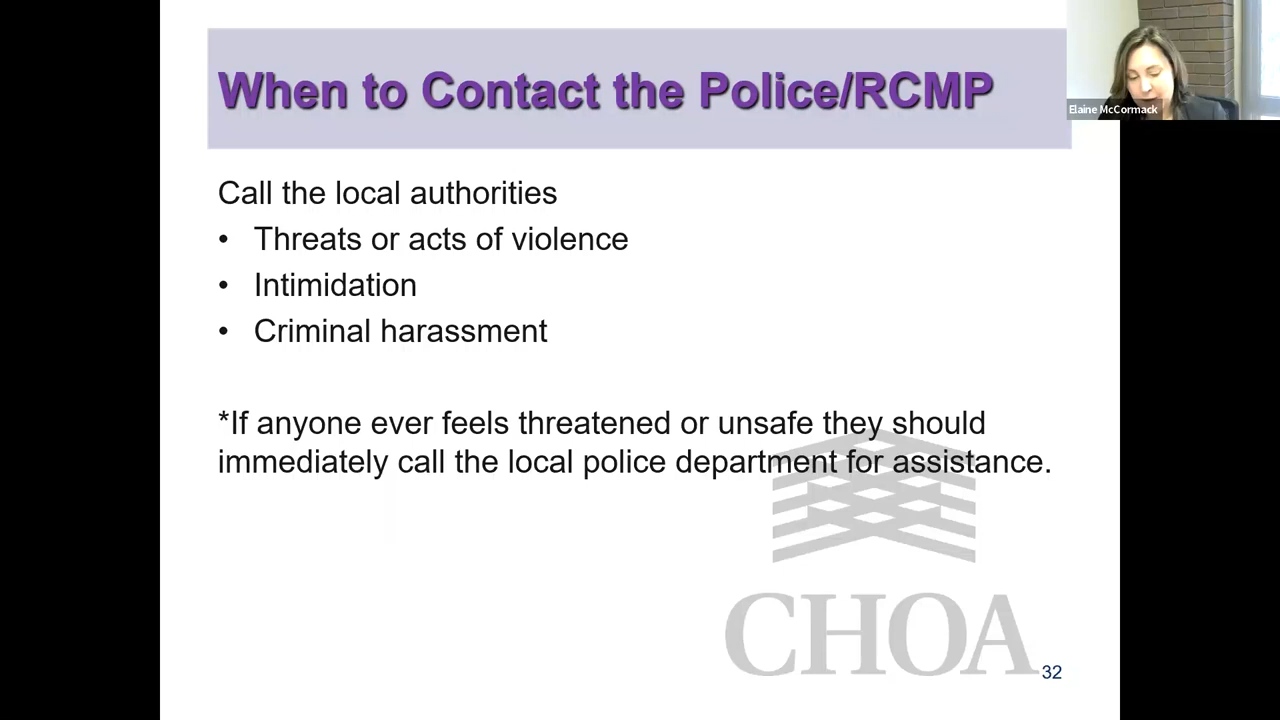 When to Contact the Police/RCMP
Elaine McCormack
Call the local authorities
• Threats or acts of violence
• Intimidation
• Criminal harassment
*If anyone ever feels threatened or unsafe they should
immediately call the local police department for assistance.
CHOA
32